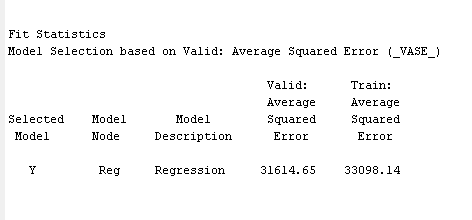 Fit Statistics
Model Selection based on Valid: Average Squared Error (_VASE_)
Valid: Train:
Average Average
Selected Model Model Squared Squared
Model Node Description Error Error
Y Reg Regression 31614.65 33098.14